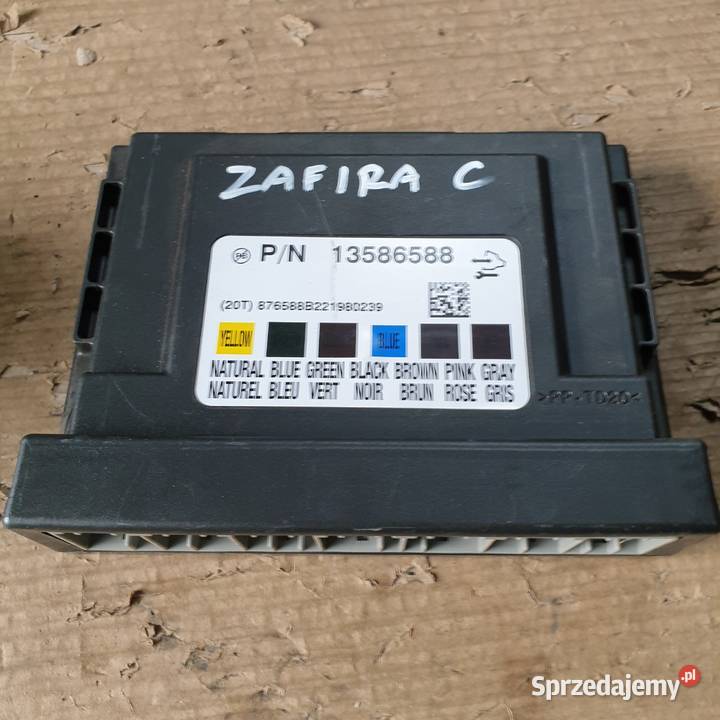 ZAFIRA C
P/N 13586588
(20T) 876588B221980239
YELLOW BLUE
NATURAL BLUE GREEN BLACK BROWN PINK GRAY
NATUREL BLEU VERT NOIR BRUN ROSE GRIS
>PP-TD20<
Sprzedajemy.pl